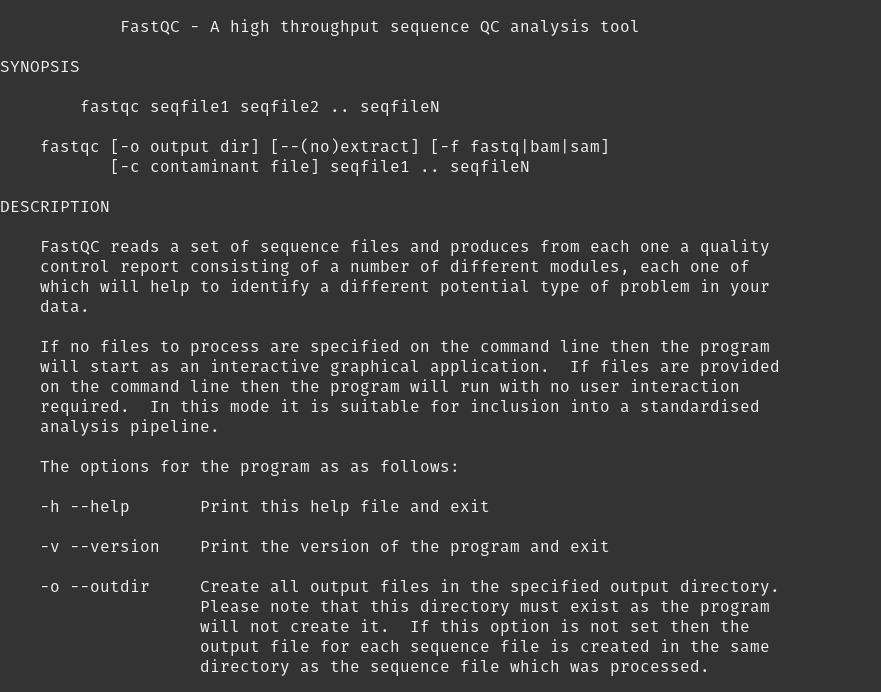 FastQC - A high throughput sequence QC analysis tool
SYNOPSIS
fastqc seqfile1 seqfile2 .. seqfileN
fastqc [-o output dir] [--(no)extract] [-f fastq|bam|sam]
[-c contaminant file] seqfile1 .. seqfileN
DESCRIPTION
FastQC reads a set of sequence files and produces from each one a quality
control report consisting of a number of different modules, each one of
which will help to identify a different potential type of problem in your
data.
If no files to process are specified on the command line then the program
will start as an interactive graphical application.  If files are provided
on the command line then the program will run with no user interaction
required.  In this mode it is suitable for inclusion into a standardised
analysis pipeline.
The options for the program as as follows:
-h --help       Print this help file and exit
-v --version    Print the version of the program and exit
-o --outdir     Create all output files in the specified output directory.
Please note that this directory must exist as the program
will not create it.  If this option is not set then the
output file for each sequence file is created in the same
directory as the sequence file which was processed.